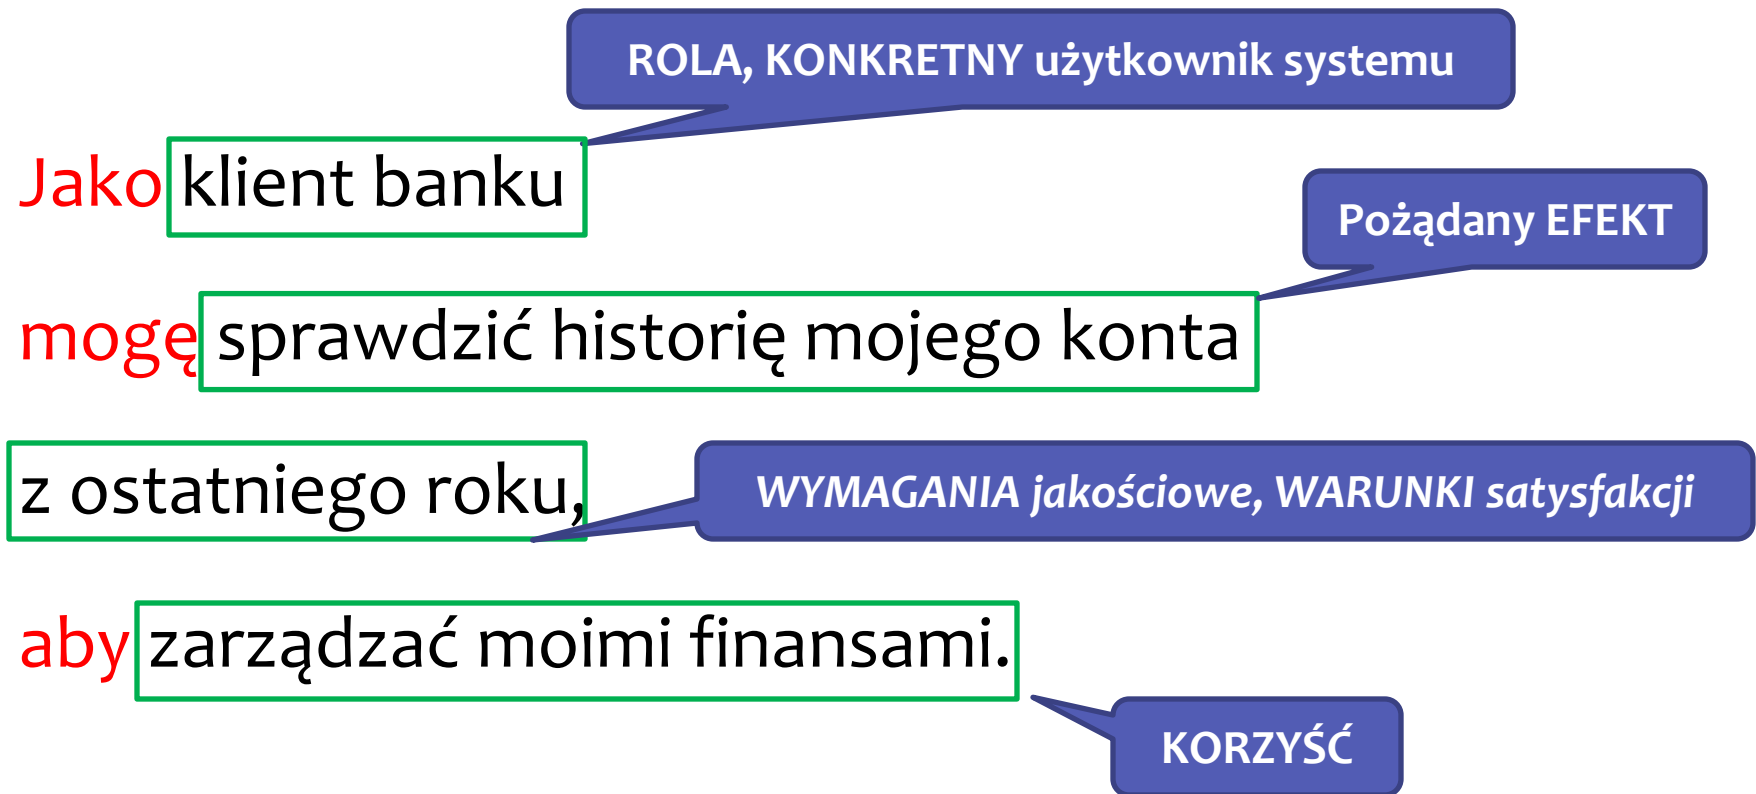 ROLA, KONKRETNY użytkownik systemu
Jako klient banku
Pożądany EFEKT
mogę sprawdzić historię mojego konta
z ostatniego roku,
WYMAGANIA jakościowe, WARUNKI satysfakcji
aby zarządzać moimi finansami.
KORZYŚĆ